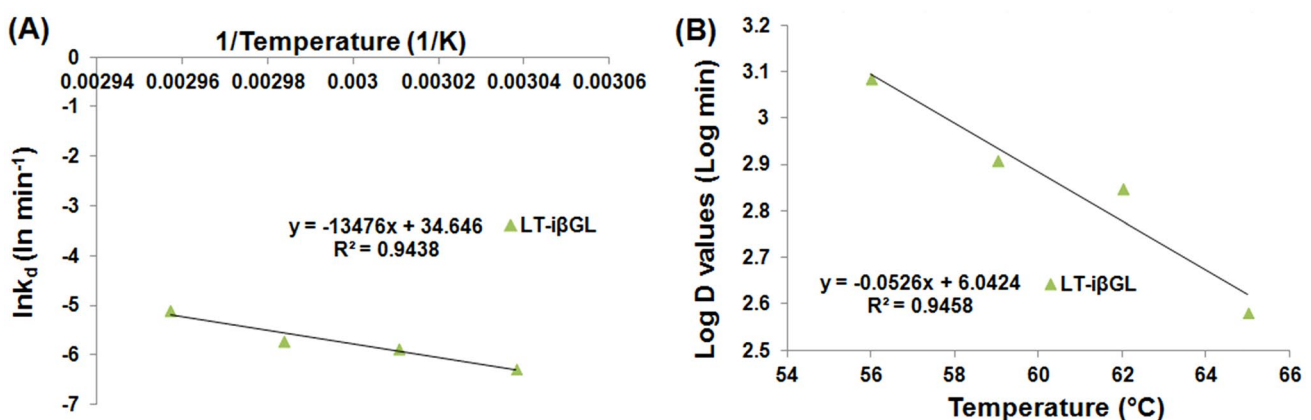 (A)
1/Temperature (1/K)
0
0.00294 0.00296 0.00298 0.003 0.00302 0.00304 0.00306
-1
-2
-3
-4
-5
-6
-7
lnk_d (ln min⁻¹)
y = -13476x + 34.646
R² = 0.9438
LT-iβGL
(B)
3.2
3.1
3
2.9
2.8
2.7
2.6
2.5
Log D values (Log min)
y = -0.0526x + 6.0424
R² = 0.9458
LT-iβGL
54 56 58 60 62 64 66
Temperature (°C)